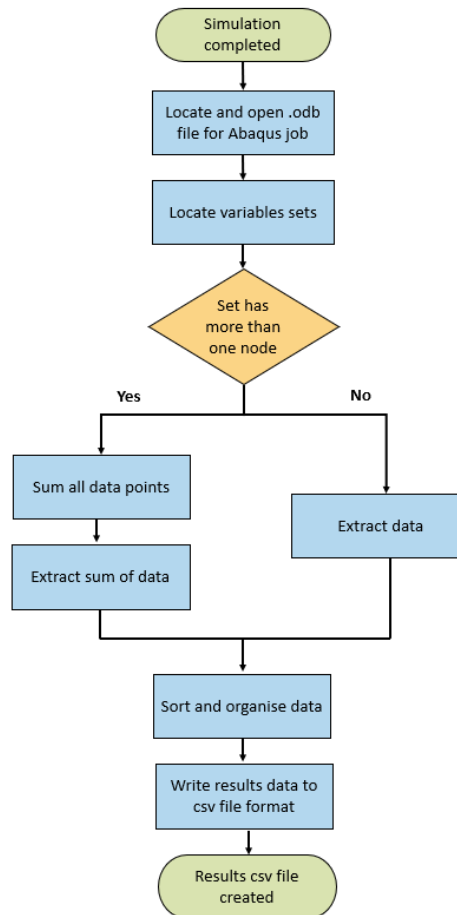 Simulation
completed
Locate and open .odb
file for Abaqus job
Locate variables sets
Set has
more than
one node
Yes
No
Sum all data points
Extract data
Extract sum of data
Sort and organise data
Write results data to
csv file format
Results csv file
created